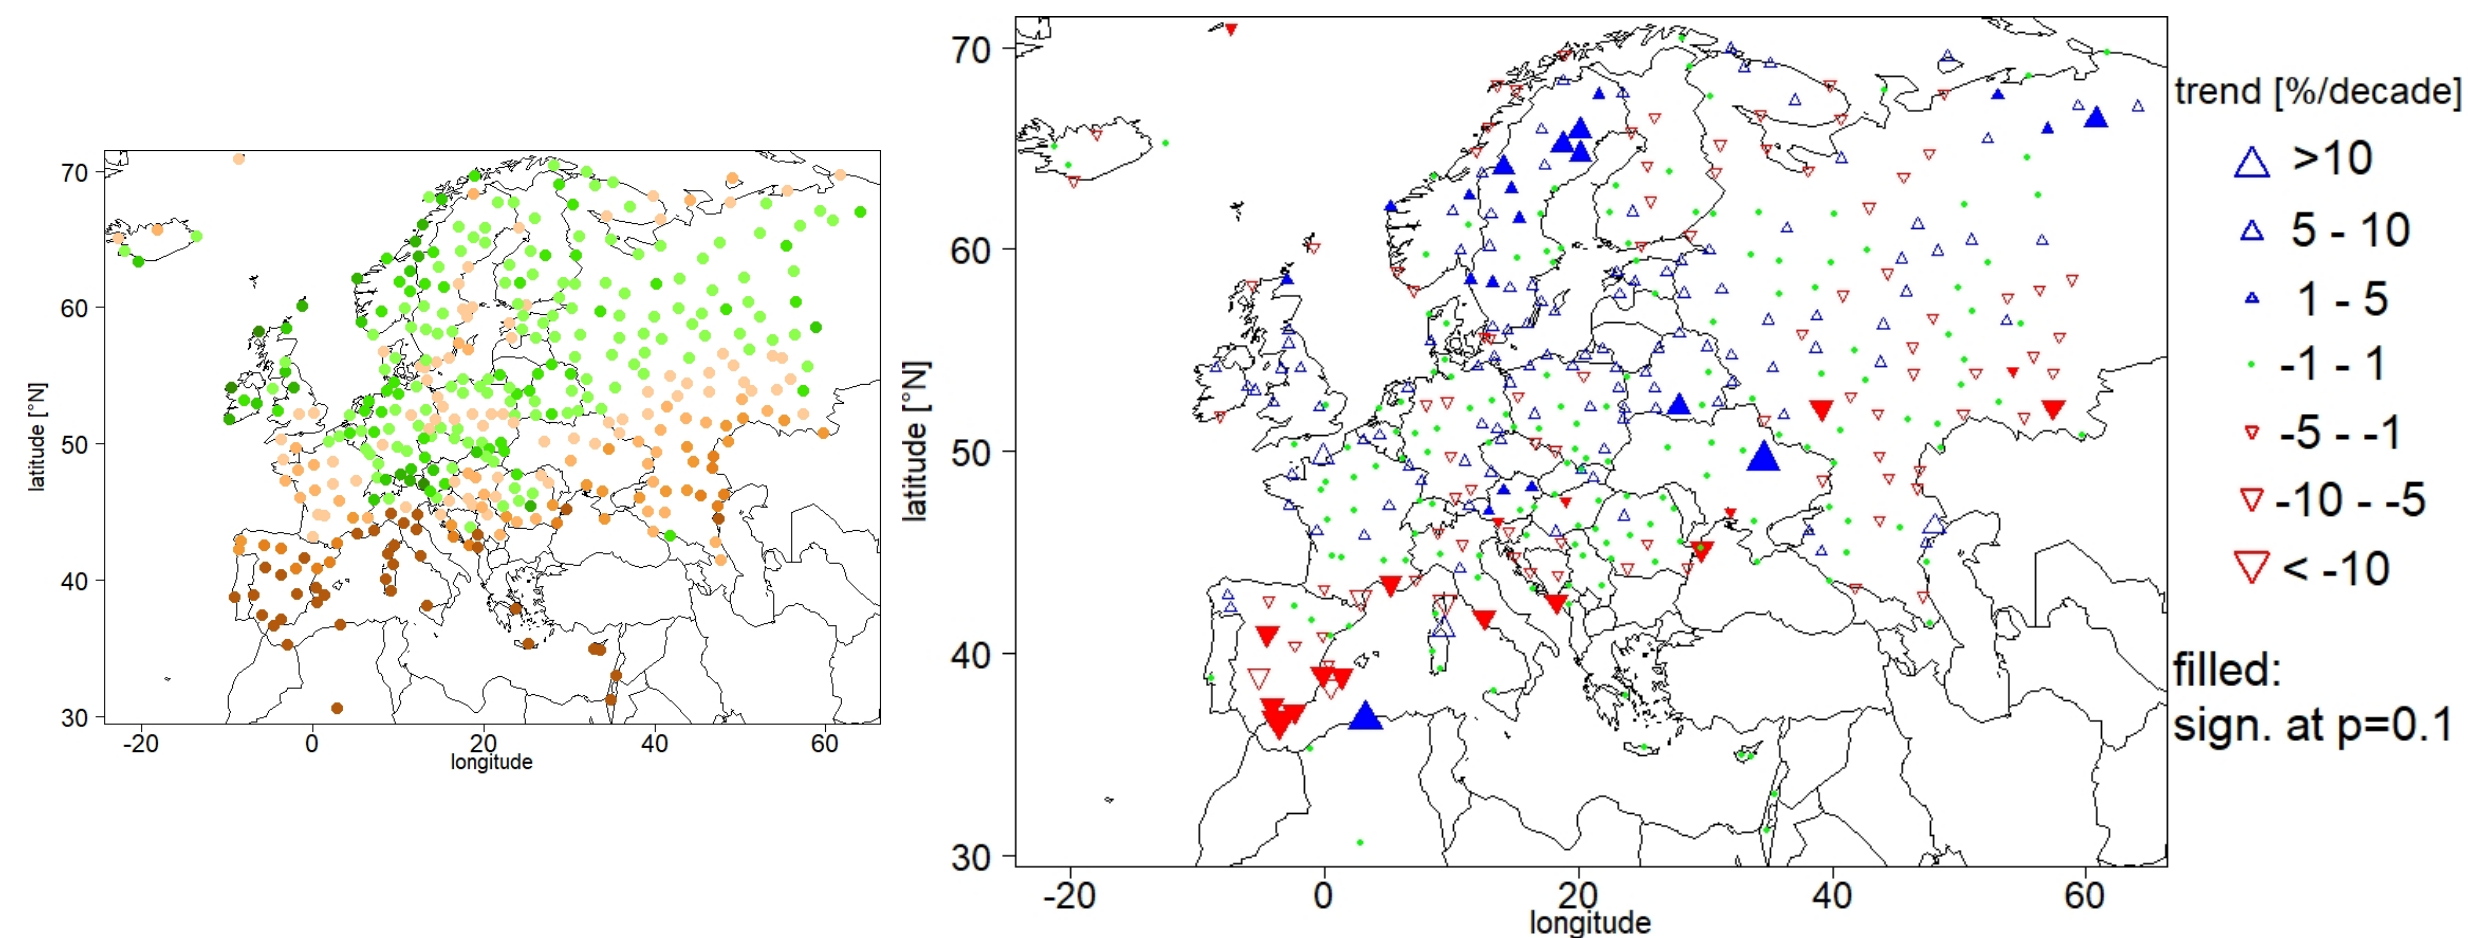 70
60
50
40
30
latitude [°N]
-20 0 20 40 60
longitude
70
60
50
40
30
latitude [°N]
-20 0 20 40 60
longitude
trend [%/decade]
>10
5 - 10
1 - 5
-1 - 1
-5 - -1
-10 - -5
< -10
filled:
sign. at p=0.1